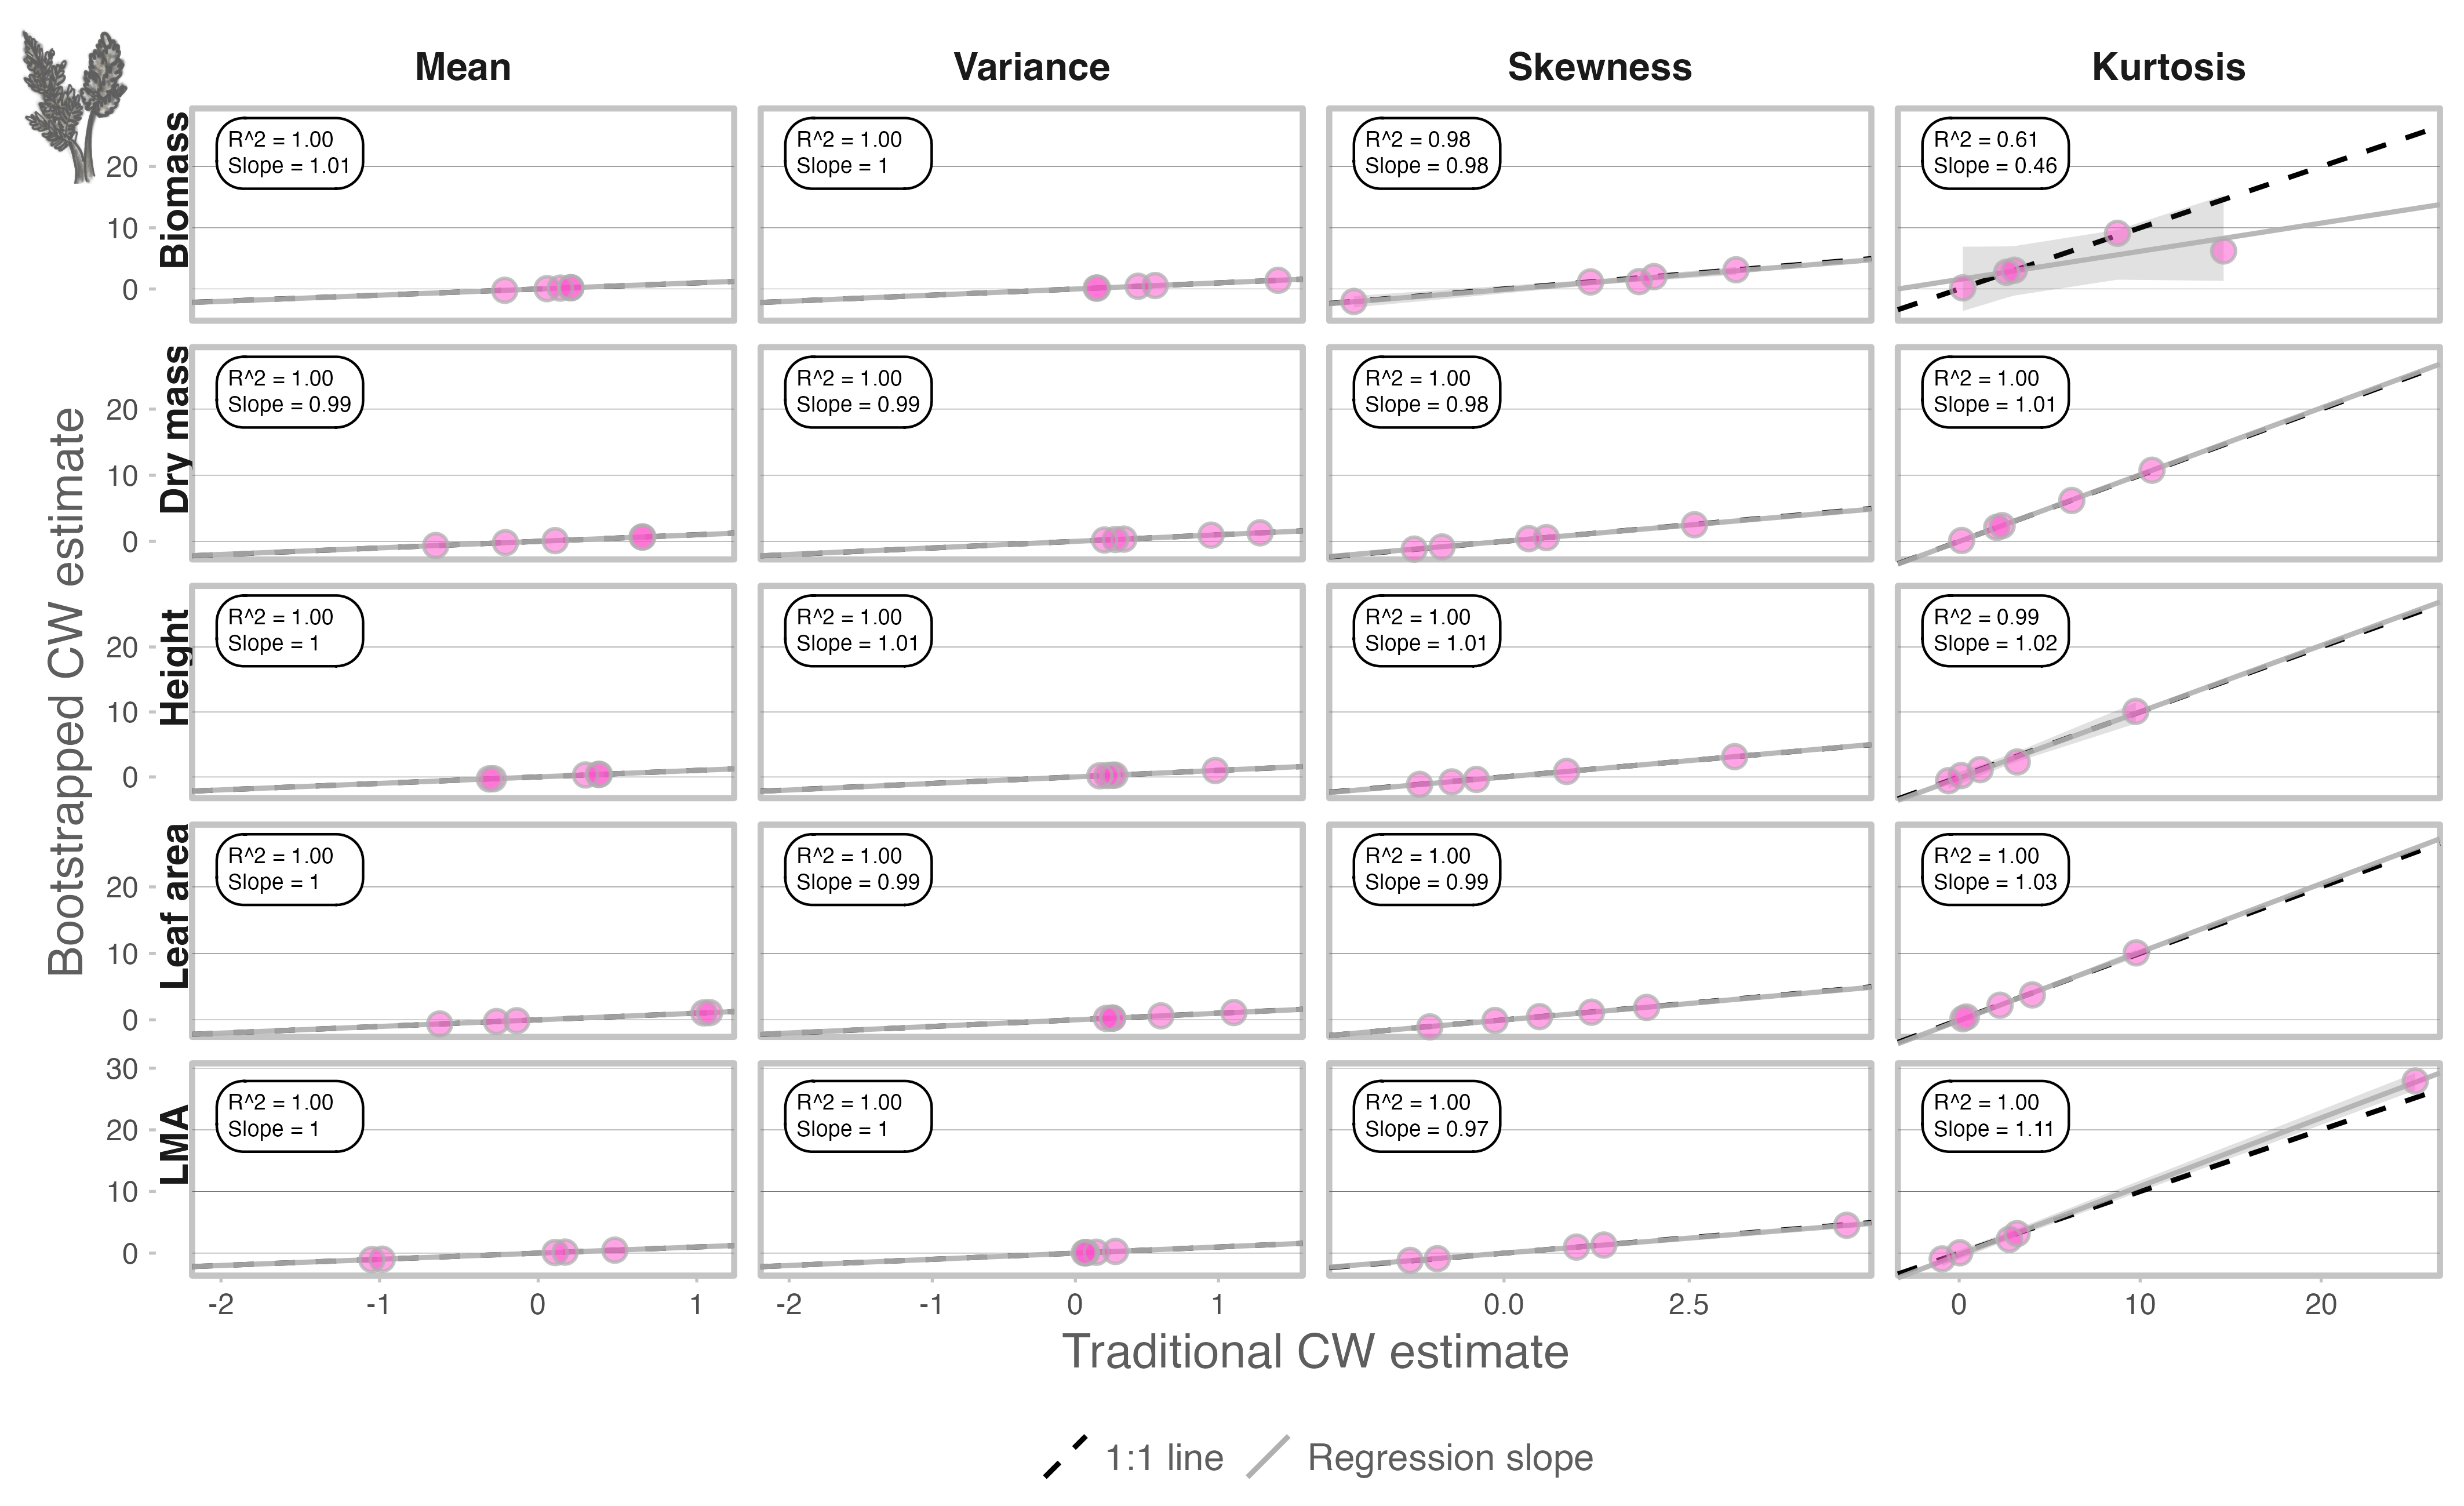 Mean
Variance
Skewness
Kurtosis
Bootstrapped CW estimate
Biomass
20
10
0
R^2 = 1.00
Slope = 1.01
R^2 = 1.00
Slope = 1
R^2 = 0.98
Slope = 0.98
R^2 = 0.61
Slope = 0.46
Dry mass
20
10
0
R^2 = 1.00
Slope = 0.99
R^2 = 1.00
Slope = 0.99
R^2 = 1.00
Slope = 0.98
R^2 = 1.00
Slope = 1.01
Height
20
10
0
R^2 = 1.00
Slope = 1
R^2 = 1.00
Slope = 1.01
R^2 = 1.00
Slope = 1.01
R^2 = 0.99
Slope = 1.02
Leaf area
20
10
0
R^2 = 1.00
Slope = 1
R^2 = 1.00
Slope = 0.99
R^2 = 1.00
Slope = 0.99
R^2 = 1.00
Slope = 1.03
LMA
30
20
10
0
R^2 = 1.00
Slope = 1
R^2 = 1.00
Slope = 1
R^2 = 1.00
Slope = 0.97
R^2 = 1.00
Slope = 1.11
-2 -1 0 1
-2 -1 0 1
0.0 2.5
0 10 20
Traditional CW estimate
1:1 line
Regression slope